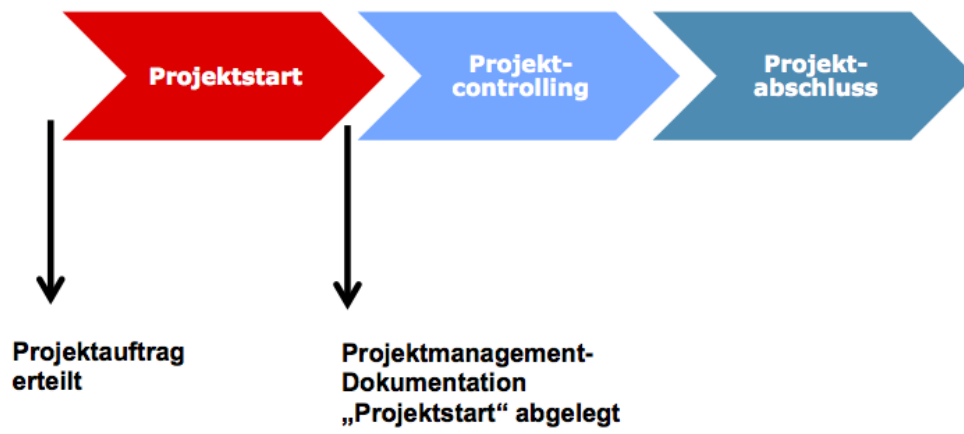 Projektstart
Projekt-
controlling
Projekt-
abschluss
Projektauftrag
erteilt
Projektmanagement-
Dokumentation
„Projektstart“ abgelegt